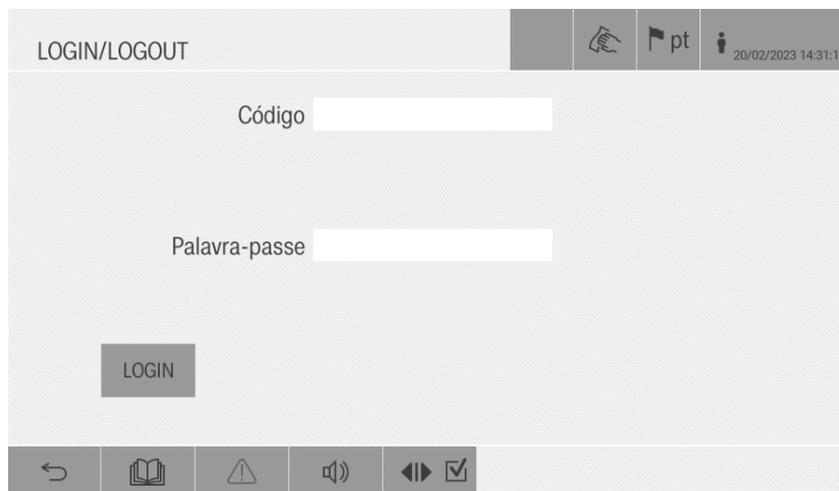 LOGIN/LOGOUT
pt
20/02/2023 14:31:1
Código
Palavra-passe
LOGIN